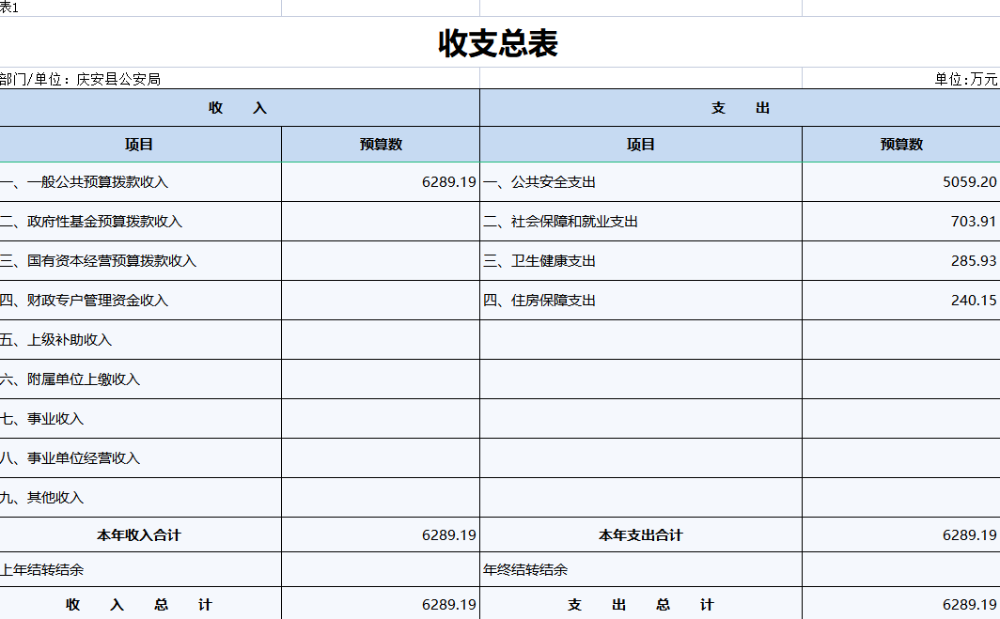 表1
收支总表
部门/单位：庆安县公安局 单位:万元
收 入 支 出
项目 预算数 项目 预算数
一、一般公共预算拨款收入 6289.19 一、公共安全支出 5059.20
二、政府性基金预算拨款收入 二、社会保障和就业支出 703.91
三、国有资本经营预算拨款收入 三、卫生健康支出 285.93
四、财政专户管理资金收入 四、住房保障支出 240.15
五、上级补助收入
六、附属单位上缴收入
七、事业收入
八、事业单位经营收入
九、其他收入
本年收入合计 6289.19 本年支出合计 6289.19
上年结转结余 年终结转结余
收 入 总 计 6289.19 支 出 总 计 6289.19